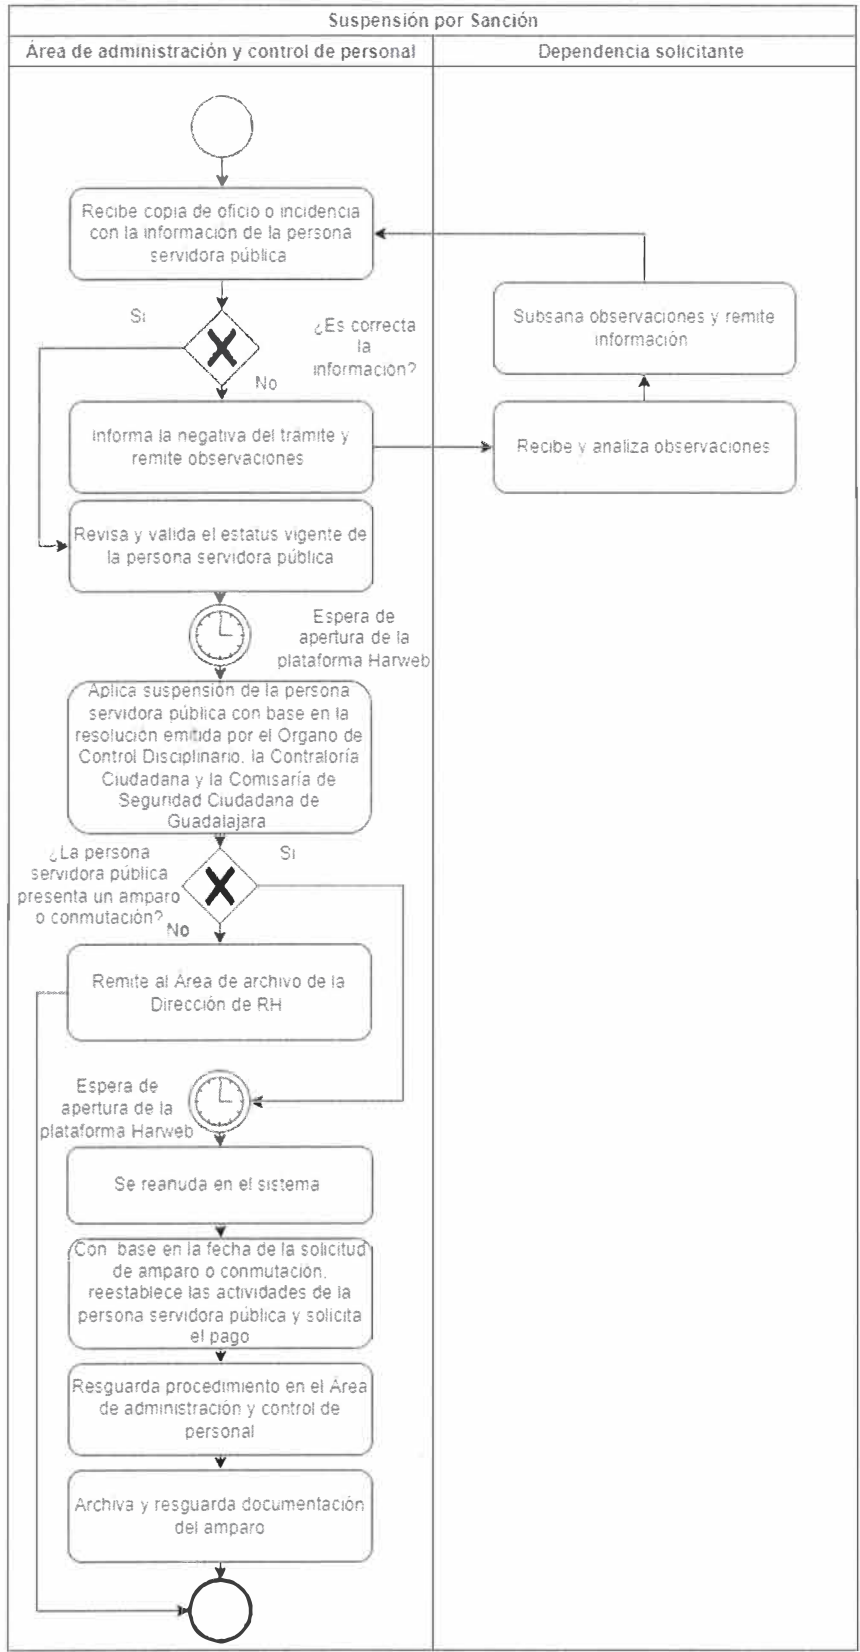 Suspensión por Sanción
Área de administración y control de personal
Dependencia solicitante
Recibe copia de oficio o incidencia
con la información de la persona
servidora pública
Si
¿Es correcta
la
información?
No
Subsana observaciones y remite
información
Informa la negativa del trámite y
remite observaciones
Recibe y analiza observaciones
Revisa y valida el estatus vigente de
la persona servidora pública
Espera de
apertura de la
plataforma Harweb
Aplica suspensión de la persona
servidora pública con base en la
resolución emitida por el Organo de
Control Disciplinario, la Contraloría
Ciudadana y la Comisaría de
Seguridad Ciudadana de
Guadalajara
¿La persona
servidora pública
presenta un amparo
o conmutación?
Si
No
Remite al Área de archivo de la
Dirección de RH
Espera de
apertura de la
plataforma Harweb
Se reanuda en el sistema
Con base en la fecha de la solicitud
de amparo o conmutación,
reestablece las actividades de la
persona servidora pública y solicita
el pago
Resguarda procedimiento en el Área
de administración y control de
personal
Archiva y resguarda documentación
del amparo